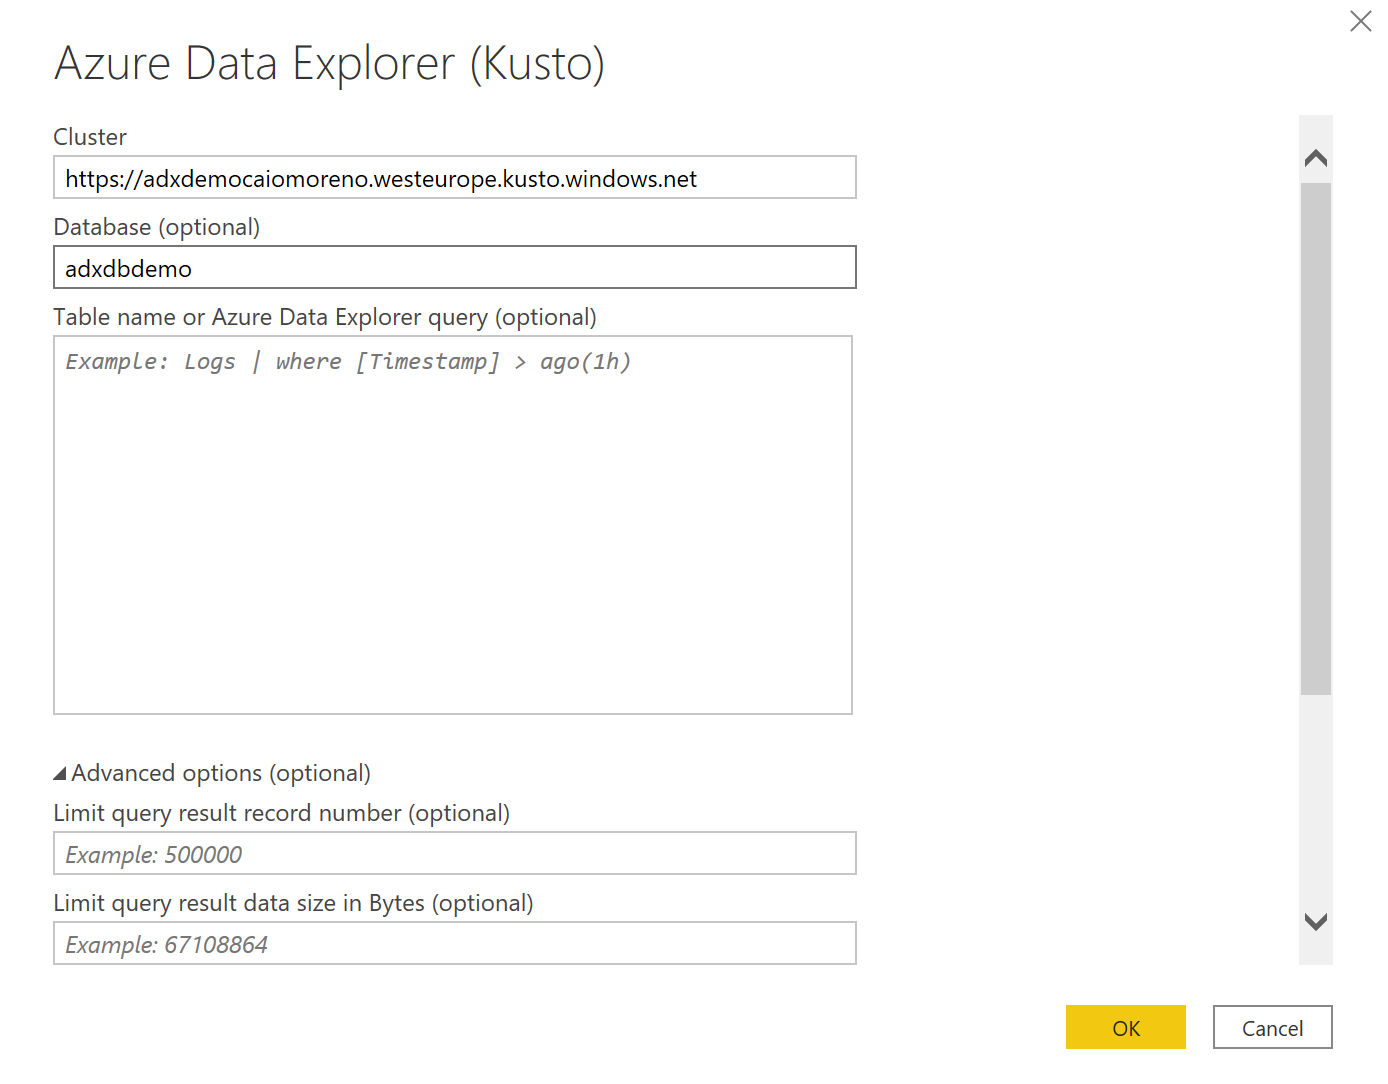 Azure Data Explorer (Kusto)
Cluster
https://adxdemocaiomoreno.westeurope.kusto.windows.net
Database (optional)
adxdbdemo
Table name or Azure Data Explorer query (optional)
Example: Logs | where [Timestamp] > ago(1h)
Advanced options (optional)
Limit query result record number (optional)
Example: 500000
Limit query result data size in Bytes (optional)
Example: 67108864
OK
Cancel